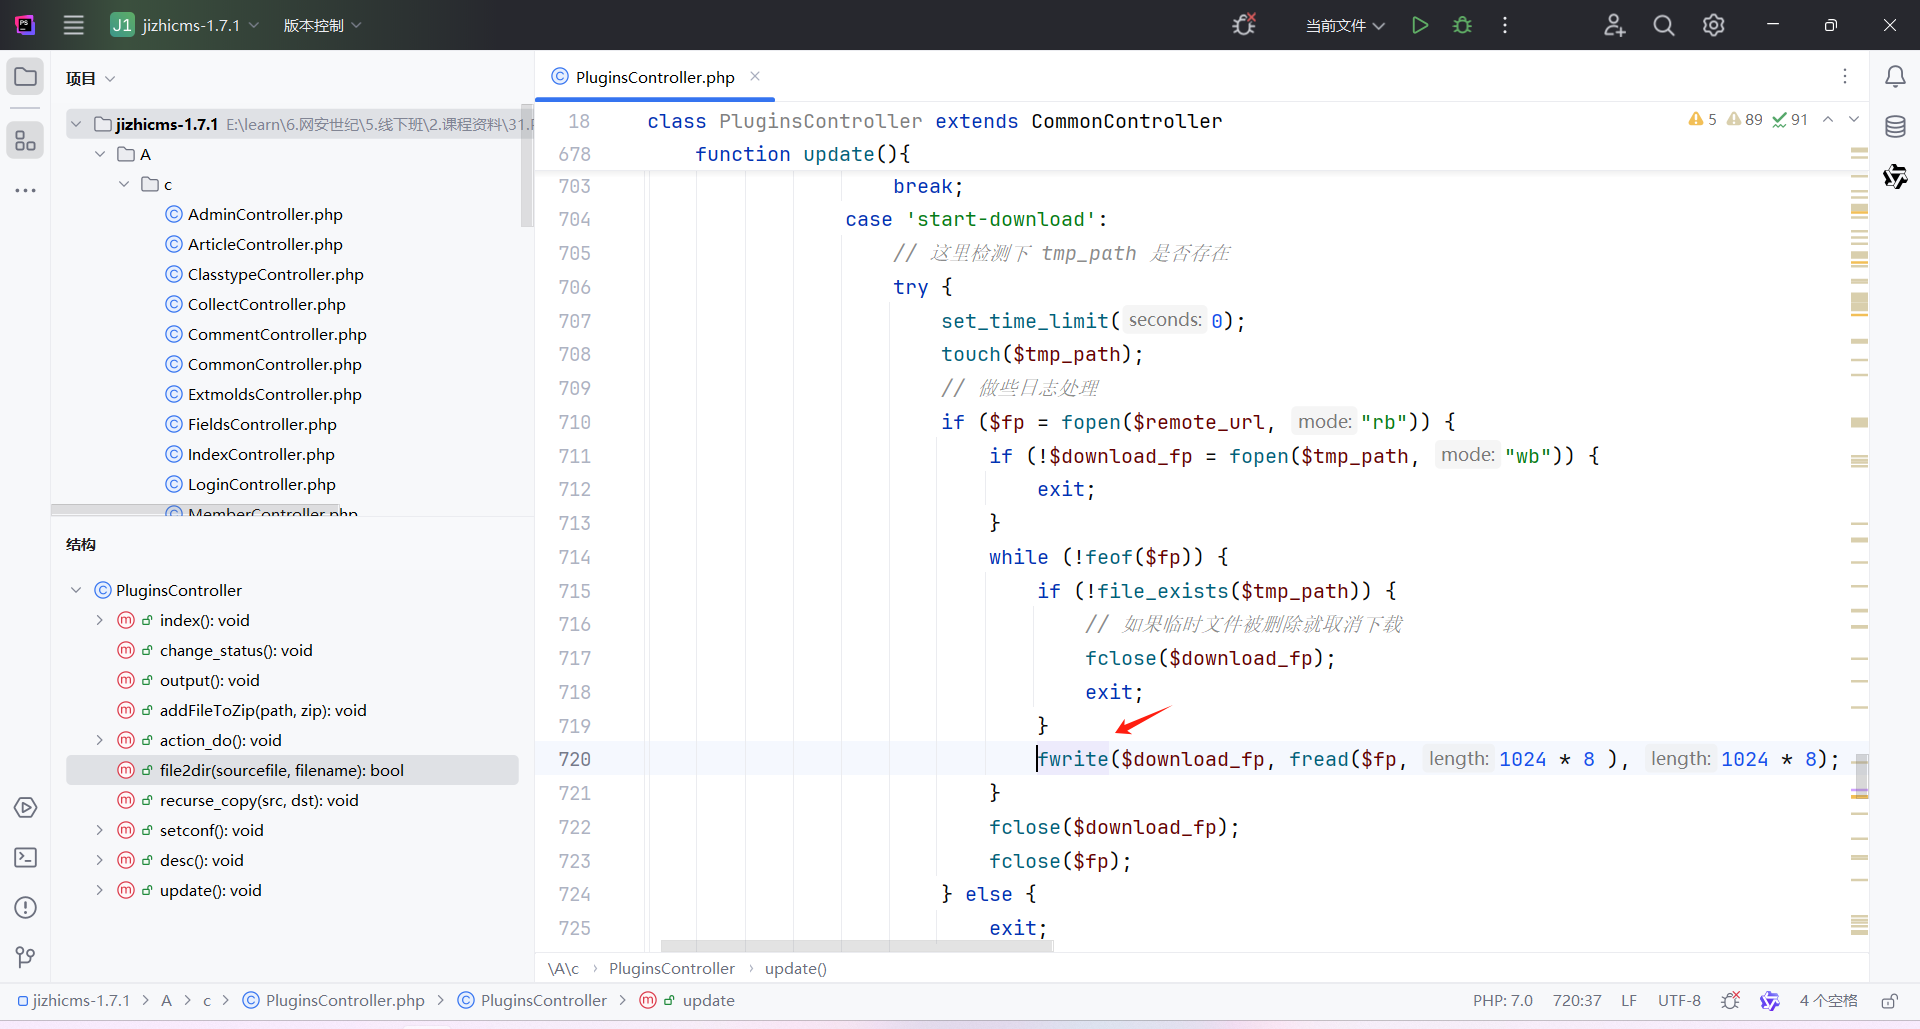 J1 jizhicms-1.7.1 版本控制 当前文件
项目
jizhicms-1.7.1 E:\learn\6.网安世纪\5.线下班\2.课程资料\31.
A
c
AdminController.php
ArticleController.php
ClasstypeController.php
CollectController.php
CommentController.php
CommonController.php
ExtmoldsController.php
FieldsController.php
IndexController.php
LoginController.php
MemberController.php
结构
PluginsController
index(): void
change_status(): void
output(): void
addFileToZip(path, zip): void
action_do(): void
file2dir(sourcefile, filename): bool
recurse_copy(src, dst): void
setconf(): void
desc(): void
update(): void
PluginsController.php
5 89 91
18 class PluginsController extends CommonController
678 function update(){
703 break;
704 case 'start-download':
705 // 这里检测下 tmp_path 是否存在
706 try {
707 set_time_limit( seconds: 0);
708 touch($tmp_path);
709 // 做些日志处理
710 if ($fp = fopen($remote_url, mode: "rb")) {
711 if (!$download_fp = fopen($tmp_path, mode: "wb")) {
712 exit;
713 }
714 while (!feof($fp)) {
715 if (!file_exists($tmp_path)) {
716 // 如果临时文件被删除就取消下载
717 fclose($download_fp);
718 exit;
719 }
720 fwrite($download_fp, fread($fp, length: 1024 * 8 ), length: 1024 * 8);
721 }
722 fclose($download_fp);
723 fclose($fp);
724 } else {
725 exit;
\A\c › PluginsController › update()
jizhicms-1.7.1 > A > c > PluginsController.php > PluginsController > update
PHP: 7.0 720:37 LF UTF-8 4 个空格